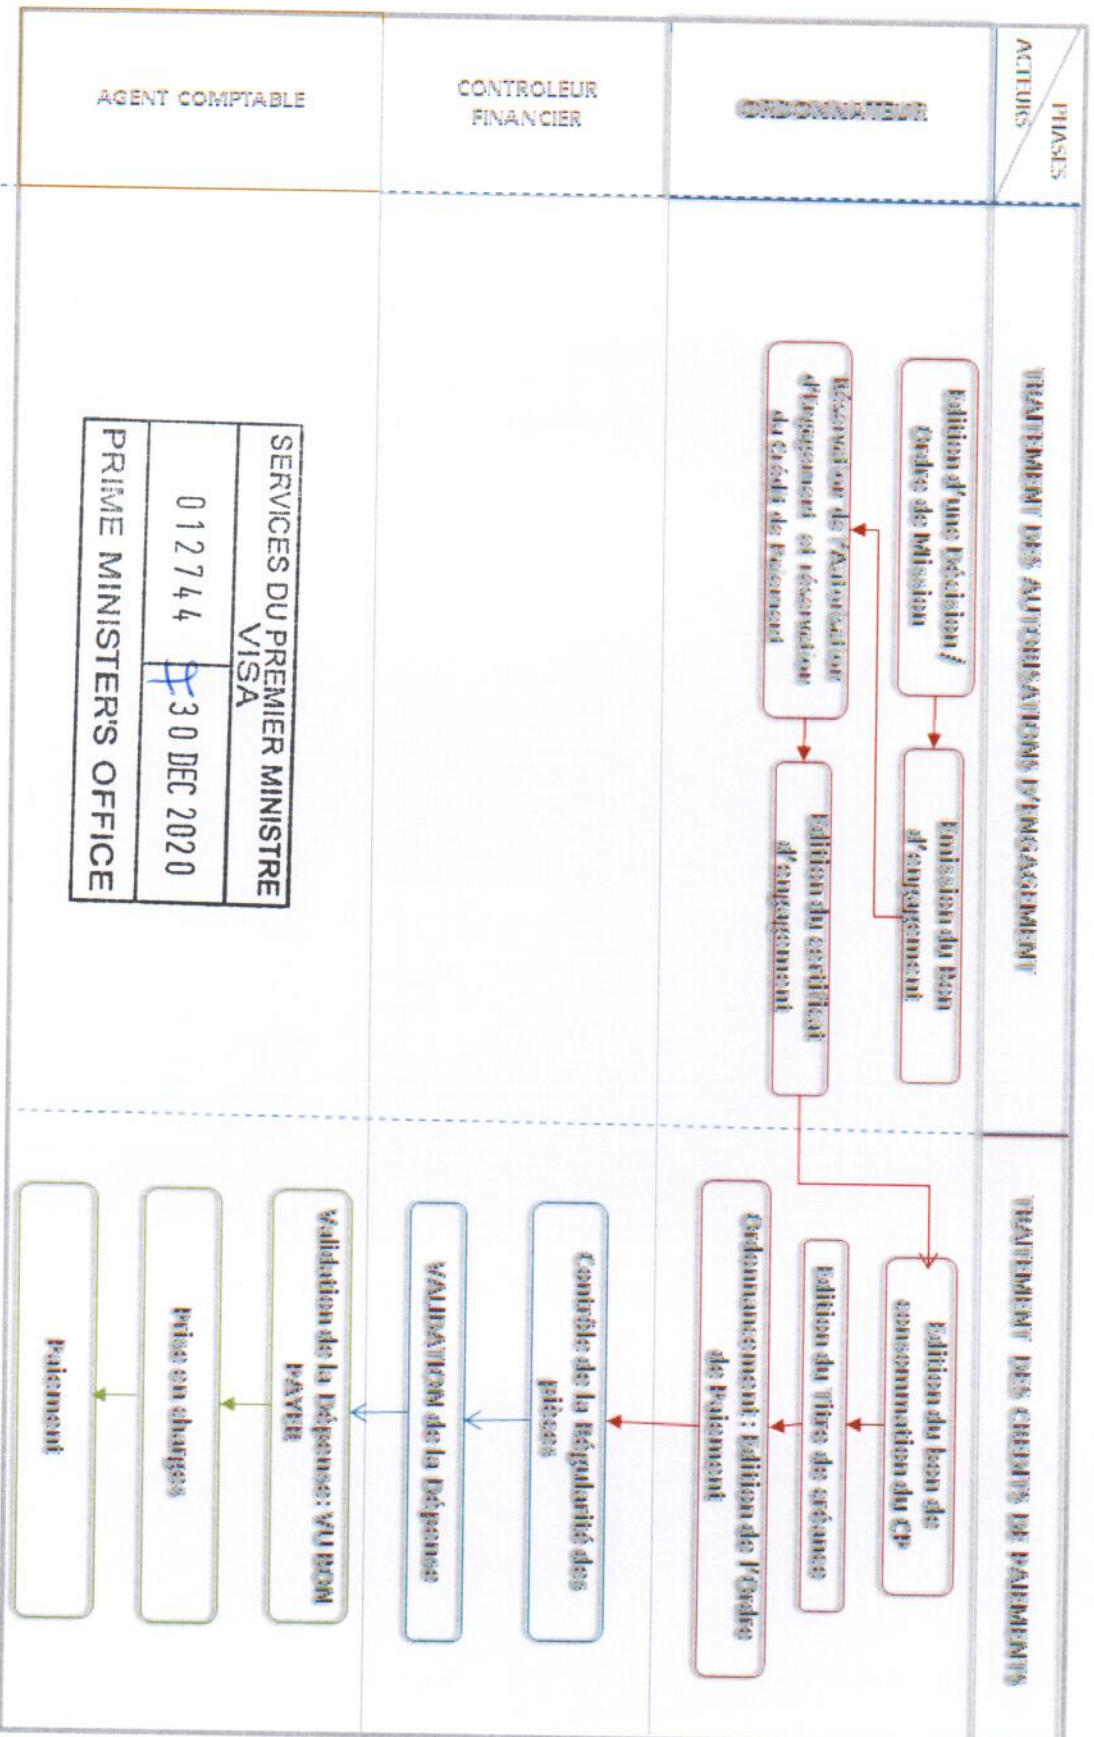 PHASES
ACTEURS
TRAITEMENT DES AUTORISATIONS D'ENGAGEMENT
TRAITEMENT DES CREDITS DE PAIEMENTS
ORDONNATEUR
Edition d'une Décision/
Ordre de Mission
Emission du Bon
d'engagement
Réservation de l'Autorisation
d'Engagement et réservation
du Crédit de Paiement
Edition du certificat
d'engagement
Edition du bon de
consommation du CP
Edition du Titre de créance
Ordonnancement : Edition de l'Ordre
de Paiement
CONTROLEUR
FINANCIER
Contrôle de la Régularité des
pièces
VALIDATION de la Dépense
AGENT COMPTABLE
Validation de la Dépense: VU BON
PAYER
Prise en charges
Paiement
SERVICES DU PREMIER MINISTRE
VISA
012744
30 DEC 2020
PRIME MINISTER'S OFFICE